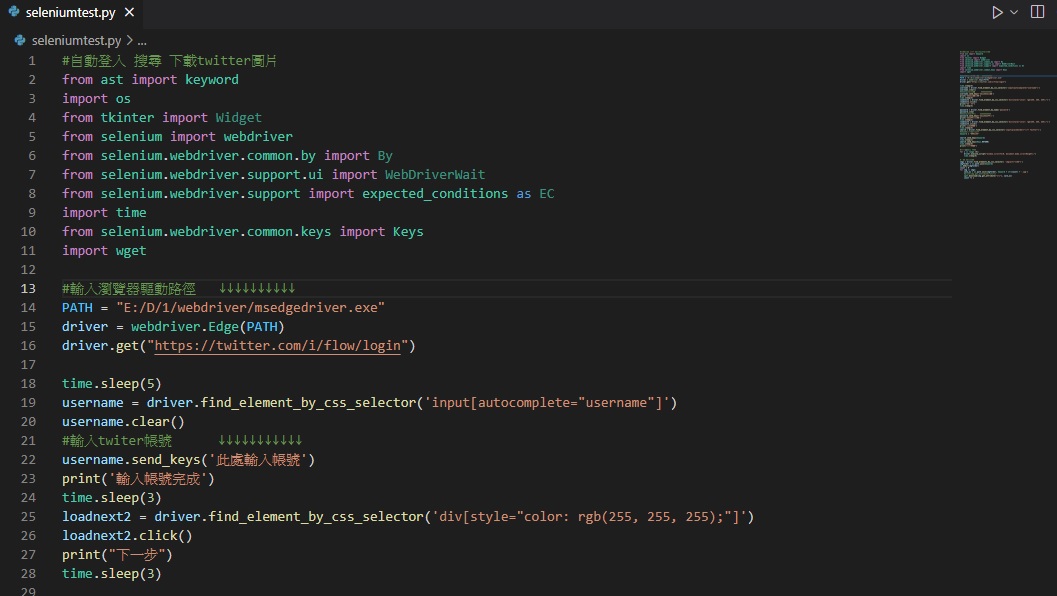 seleniumtest.py
seleniumtest.py > ...
1 #自動登入 搜尋 下載twitter圖片
2 from ast import keyword
3 import os
4 from tkinter import Widget
5 from selenium import webdriver
6 from selenium.webdriver.common.by import By
7 from selenium.webdriver.support.ui import WebDriverWait
8 from selenium.webdriver.support import expected_conditions as EC
9 import time
10 from selenium.webdriver.common.keys import Keys
11 import wget
12
13 #輸入瀏覽器驅動路徑 ↓↓↓↓↓↓↓↓↓↓
14 PATH = "E:/D/1/webdriver/msedgedriver.exe"
15 driver = webdriver.Edge(PATH)
16 driver.get("https://twitter.com/i/flow/login")
17
18 time.sleep(5)
19 username = driver.find_element_by_css_selector('input[autocomplete="username"]')
20 username.clear()
21 #輸入twiter帳號 ↓↓↓↓↓↓↓↓↓↓↓
22 username.send_keys('此處輸入帳號')
23 print('輸入帳號完成')
24 time.sleep(3)
25 loadnext2 = driver.find_element_by_css_selector('div[style="color: rgb(255, 255, 255);"]')
26 loadnext2.click()
27 print("下一步")
28 time.sleep(3)
29